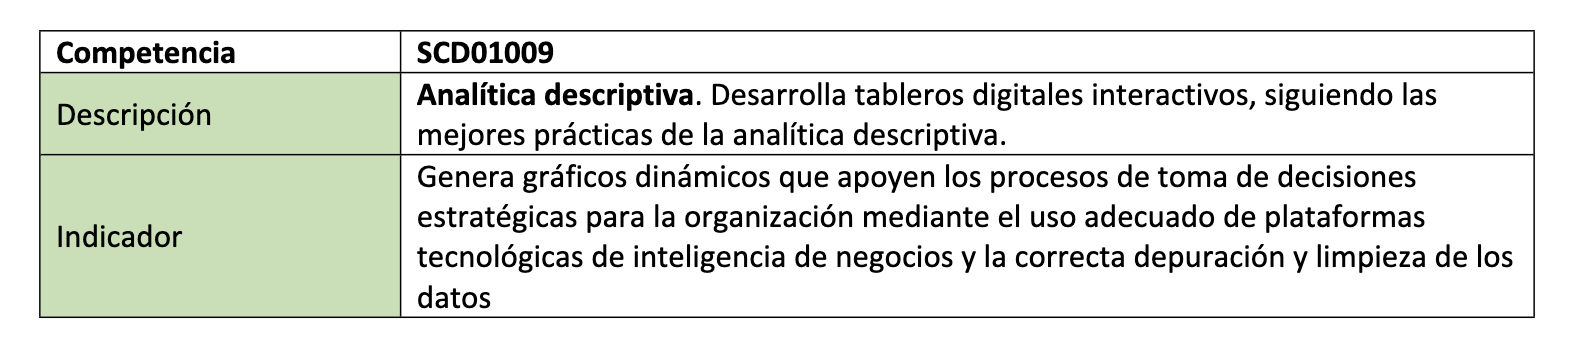 Competencia SCD01009
Descripción
Analítica descriptiva. Desarrolla tableros digitales interactivos, siguiendo las
mejores prácticas de la analítica descriptiva.
Indicador
Genera gráficos dinámicos que apoyen los procesos de toma de decisiones
estratégicas para la organización mediante el uso adecuado de plataformas
tecnológicas de inteligencia de negocios y la correcta depuración y limpieza de los
datos